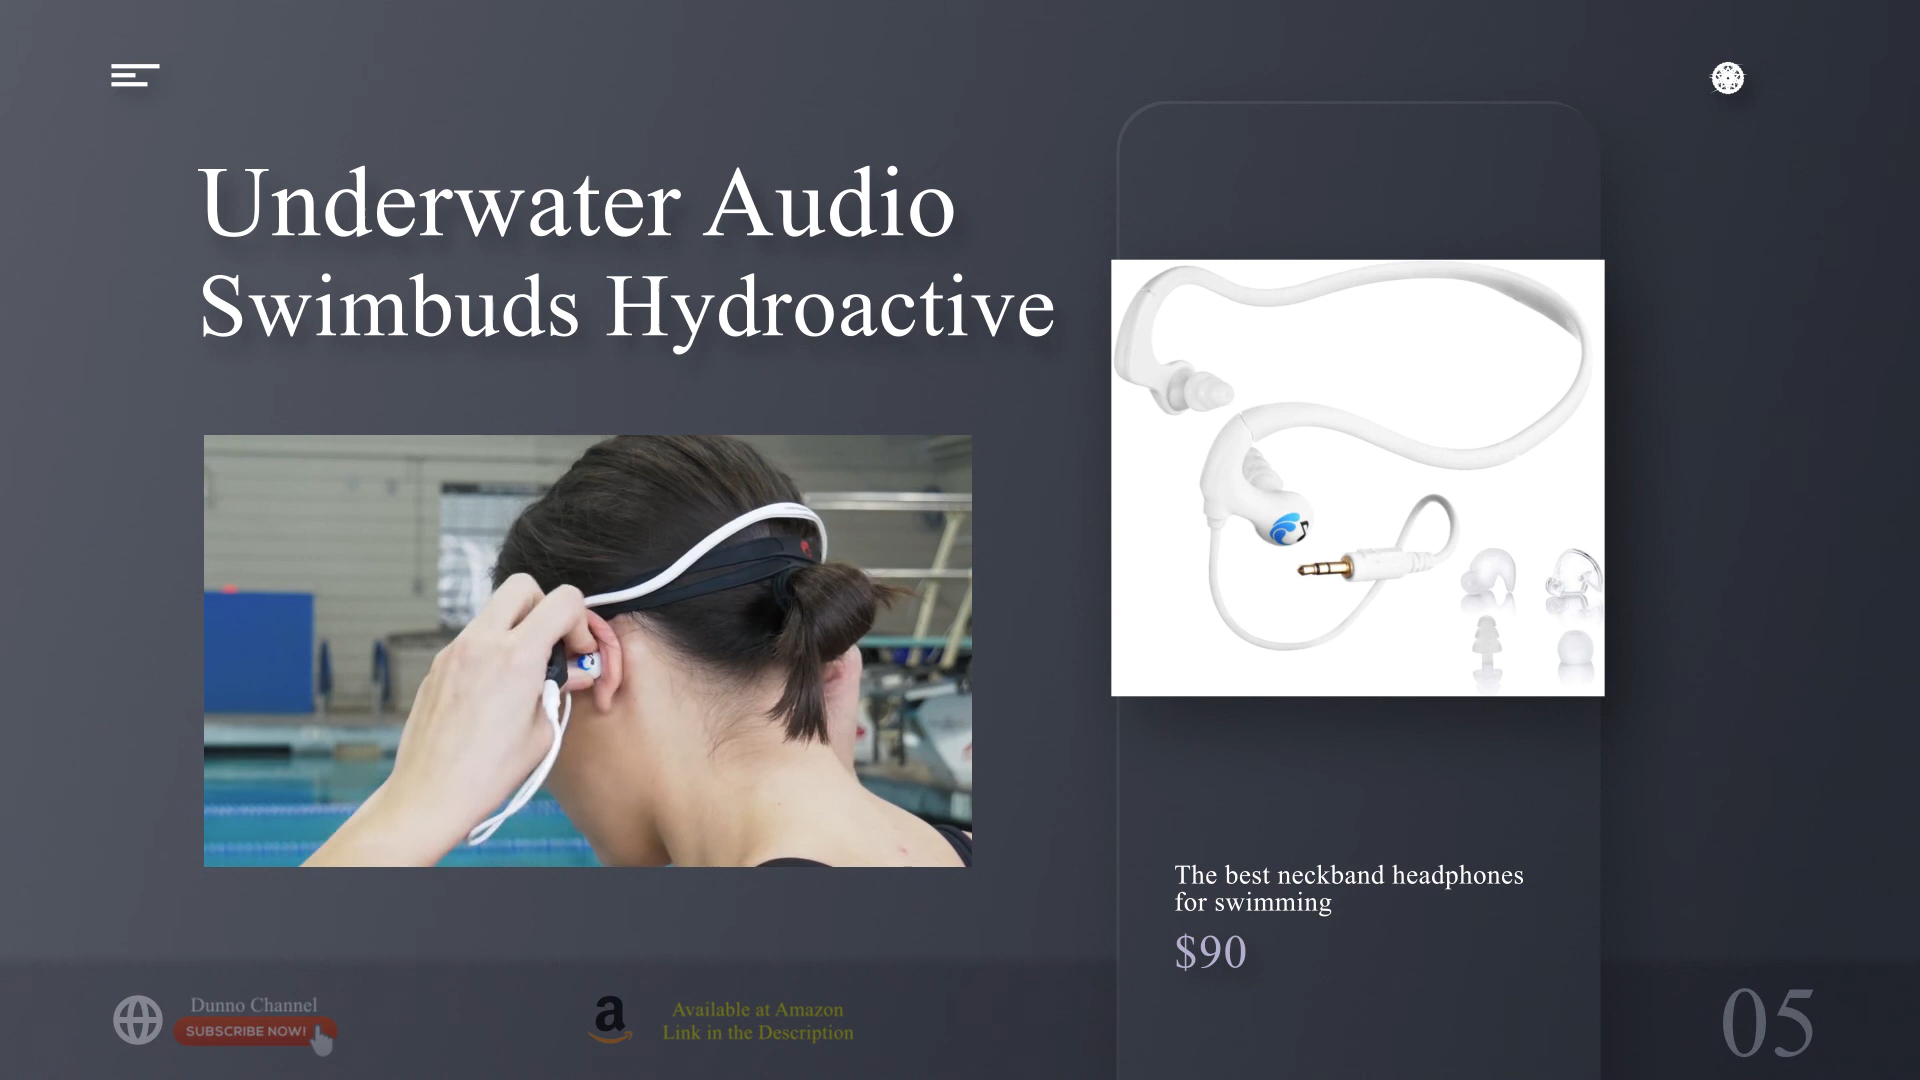 Underwater Audio
Swimbuds Hydroactive
The best neckband headphones
for swimming
$90
Dunno Channel
SUBSCRIBE NOW!
a
Available at Amazon
Link in the Description
05